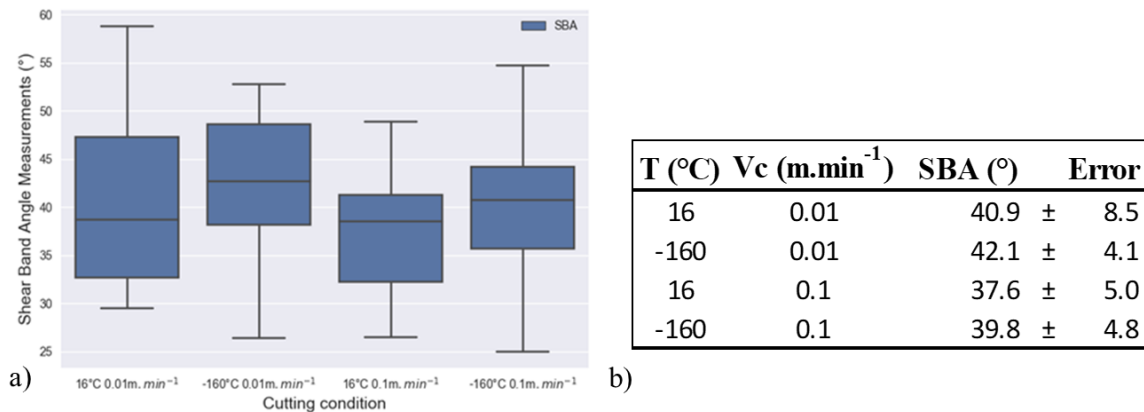 60
55
50
45
40
35
30
25
Shear Band Angle Measurements (°)
SBA
16°C 0.01m. min⁻¹ -160°C 0.01m. min⁻¹ 16°C 0.1m. min⁻¹ -160°C 0.1m. min⁻¹
Cutting condition
a)
T (°C) Vc (m.min⁻¹) SBA (°) Error
16 0.01 40.9 ± 8.5
-160 0.01 42.1 ± 4.1
16 0.1 37.6 ± 5.0
-160 0.1 39.8 ± 4.8
b)